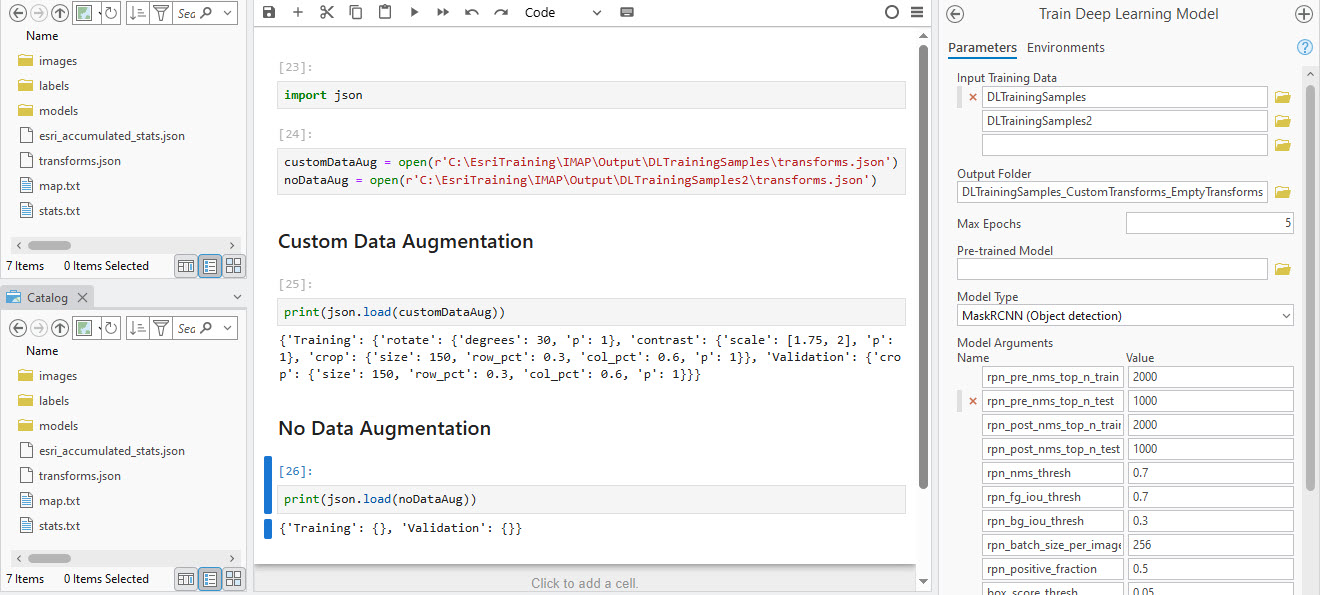 Sea
Name
images
labels
models
esri_accumulated_stats.json
transforms.json
map.txt
stats.txt
7 Items 0 Items Selected
Catalog
Sea
Name
images
labels
models
esri_accumulated_stats.json
transforms.json
map.txt
stats.txt
7 Items 0 Items Selected
Code
[23]:
import json
[24]:
customDataAug = open(r'C:\EsriTraining\IMAP\Output\DLTrainingSamples\transforms.json')
noDataAug = open(r'C:\EsriTraining\IMAP\Output\DLTrainingSamples2\transforms.json')
Custom Data Augmentation
[25]:
print(json.load(customDataAug))
{'Training': {'rotate': {'degrees': 30, 'p': 1}, 'contrast': {'scale': [1.75, 2], 'p':
1}, 'crop': {'size': 150, 'row_pct': 0.3, 'col_pct': 0.6, 'p': 1}}, 'Validation': {'cro
p': {'size': 150, 'row_pct': 0.3, 'col_pct': 0.6, 'p': 1}}}
No Data Augmentation
[26]:
print(json.load(noDataAug))
{'Training': {}, 'Validation': {}}
Click to add a cell.
Train Deep Learning Model
Parameters Environments
Input Training Data
DLTrainingSamples
DLTrainingSamples2
Output Folder
DLTrainingSamples_CustomTransforms_EmptyTransforms
Max Epochs 5
Pre-trained Model
Model Type
MaskRCNN (Object detection)
Model Arguments
Name Value
rpn_pre_nms_top_n_train 2000
rpn_pre_nms_top_n_test 1000
rpn_post_nms_top_n_train 2000
rpn_post_nms_top_n_test 1000
rpn_nms_thresh 0.7
rpn_fg_iou_thresh 0.7
rpn_bg_iou_thresh 0.3
rpn_batch_size_per_image 256
rpn_positive_fraction 0.5
box_score_thresh 0.05